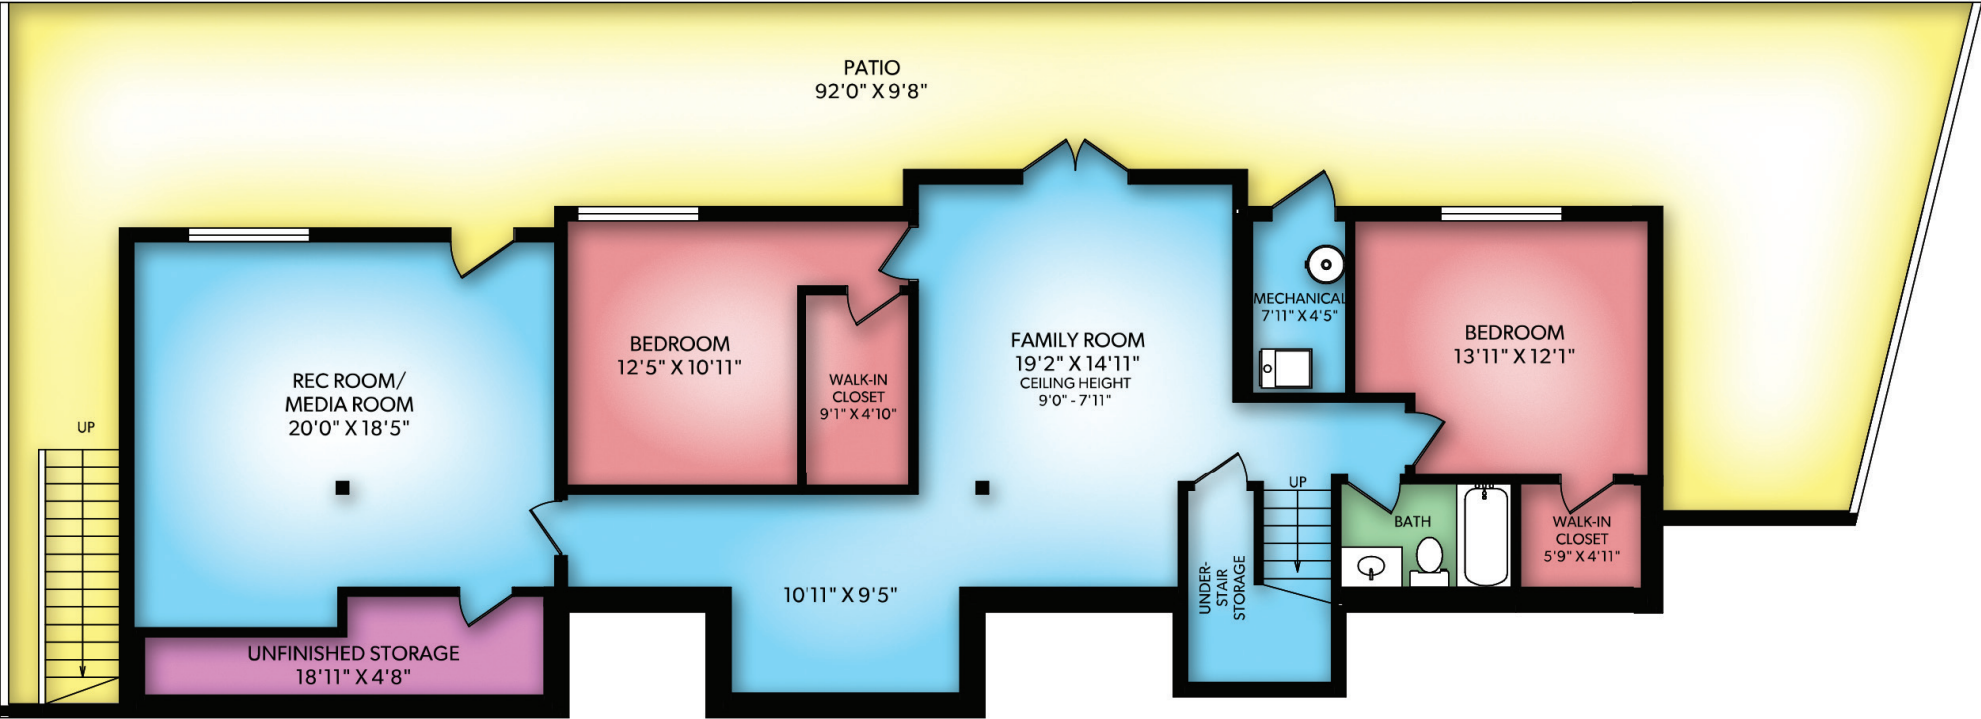 PATIO
92'0" X 9'8"
UP
REC ROOM/
MEDIA ROOM
20'0" X 18'5"
UNFINISHED STORAGE
18'11" X 4'8"
BEDROOM
12'5" X 10'11"
WALK-IN
CLOSET
9'1" X 4'10"
10'11" X 9'5"
FAMILY ROOM
19'2" X 14'11"
CEILING HEIGHT
9'0" - 7'11"
MECHANICAL
7'11" X 4'5"
BEDROOM
13'11" X 12'1"
UP
UNDER-
STAIR
STORAGE
BATH
WALK-IN
CLOSET
5'9" X 4'11"